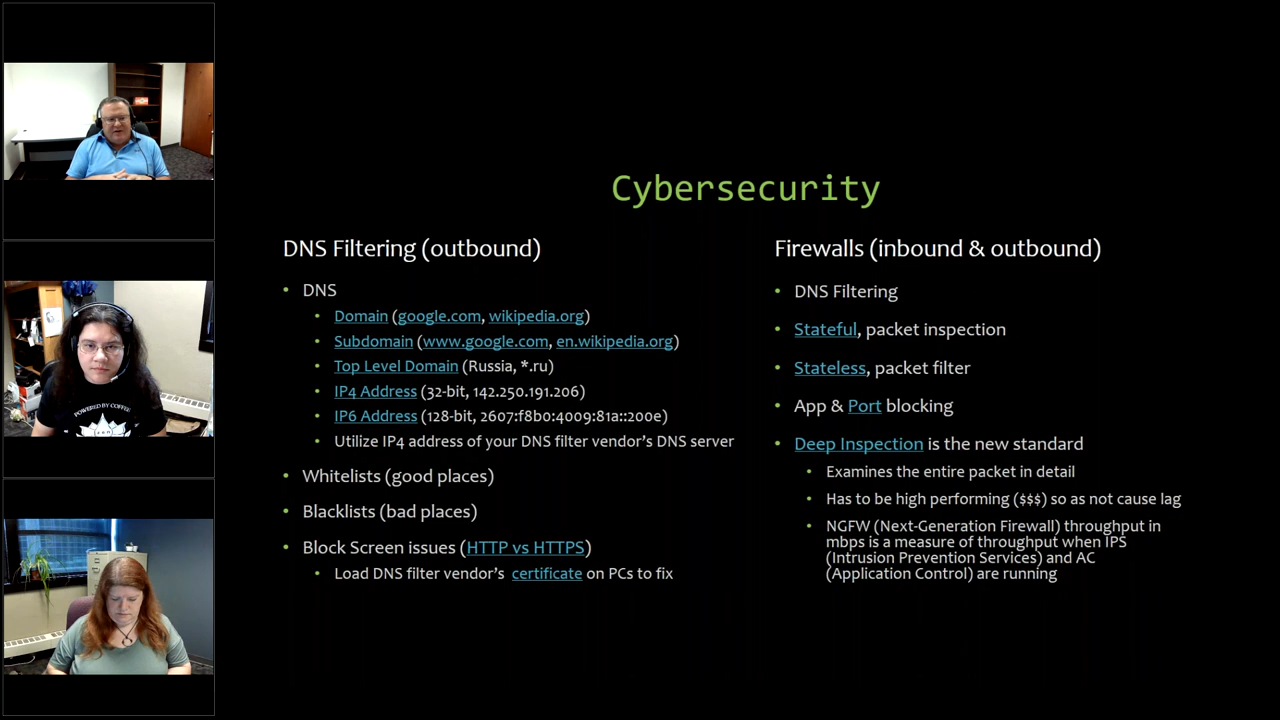 Cybersecurity
DNS Filtering (outbound)
DNS
Domain (google.com, wikipedia.org)
Subdomain (www.google.com, en.wikipedia.org)
Top Level Domain (Russia, *.ru)
IP4 Address (32-bit, 142.250.191.206)
IP6 Address (128-bit, 2607:f8b0:4009:81a::200e)
Utilize IP4 address of your DNS filter vendor's DNS server
Whitelists (good places)
Blacklists (bad places)
Block Screen issues (HTTP vs HTTPS)
Load DNS filter vendor's certificate on PCs to fix
Firewalls (inbound & outbound)
DNS Filtering
Stateful, packet inspection
Stateless, packet filter
App & Port blocking
Deep Inspection is the new standard
Examines the entire packet in detail
Has to be high performing ($$$) so as not cause lag
NGFW (Next-Generation Firewall) throughput in
mbps is a measure of throughput when IPS
(Intrusion Prevention Services) and AC
(Application Control) are running
POWERED BY COFFEE